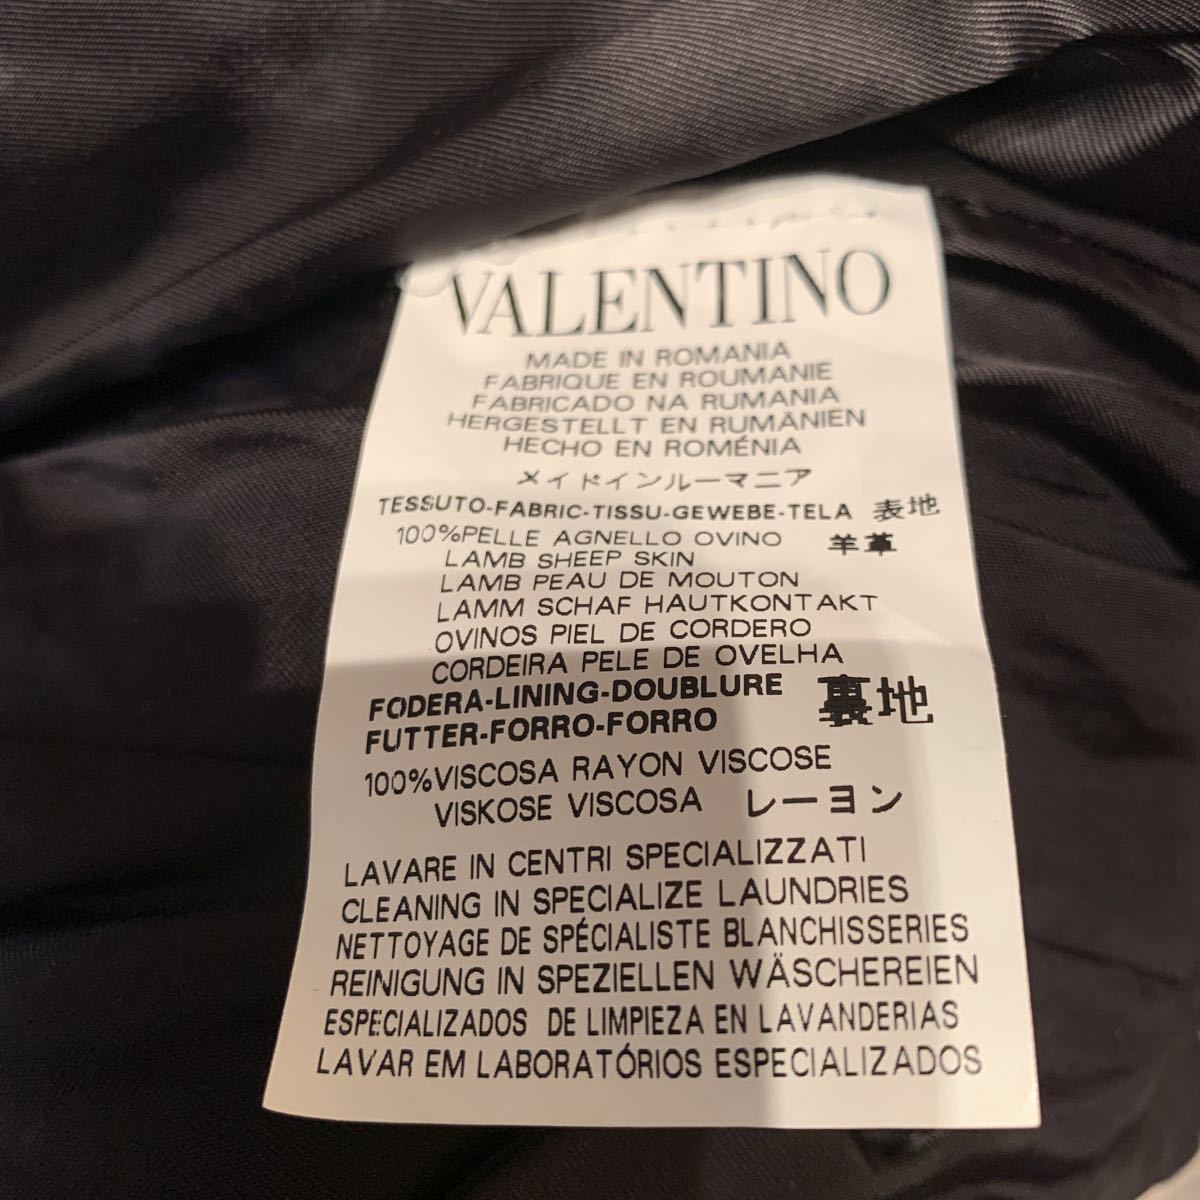 VALENTINO
MADE IN ROMANIA
FABRIQUE EN ROUMANIE
FABRICADO NA RUMANIA
HERGESTELLT EN RUMÄNIEN
HECHO EN ROMÉNIA
メイドインルーマニア
TESSUTO-FABRIC-TISSU-GEWEBE-TELA 表地
100%PELLE AGNELLO OVINO 羊革
LAMB SHEEP SKIN
LAMB PEAU DE MOUTON
LAMM SCHAF HAUTKONTAKT
OVINOS PIEL DE CORDERO
CORDEIRA PELE DE OVELHA
FODERA-LINING-DOUBLURE 裏地
FUTTER-FORRO-FORRO
100%VISCOSA RAYON VISCOSE
VISKOSE VISCOSA レーヨン
LAVARE IN CENTRI SPECIALIZZATI
CLEANING IN SPECIALIZE LAUNDRIES
NETTOYAGE DE SPÉCIALISTE BLANCHISSERIES
REINIGUNG IN SPEZIELLEN WÄSCHEREIEN
ESPECIALIZADOS DE LIMPIEZA EN LAVANDERIAS
LAVAR EM LABORATÓRIOS ESPECIALIZADOS